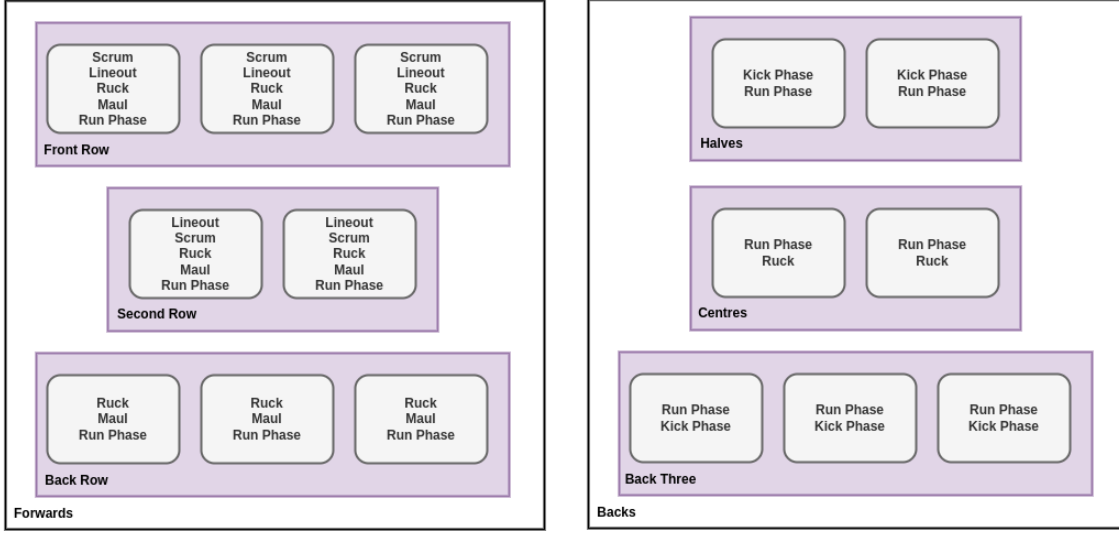 Scrum
Lineout
Ruck
Maul
Run Phase
Scrum
Lineout
Ruck
Maul
Run Phase
Scrum
Lineout
Ruck
Maul
Run Phase
Front Row
Lineout
Scrum
Ruck
Maul
Run Phase
Lineout
Scrum
Ruck
Maul
Run Phase
Second Row
Ruck
Maul
Run Phase
Ruck
Maul
Run Phase
Ruck
Maul
Run Phase
Back Row
Forwards
Kick Phase
Run Phase
Kick Phase
Run Phase
Halves
Run Phase
Ruck
Run Phase
Ruck
Centres
Run Phase
Kick Phase
Run Phase
Kick Phase
Run Phase
Kick Phase
Back Three
Backs